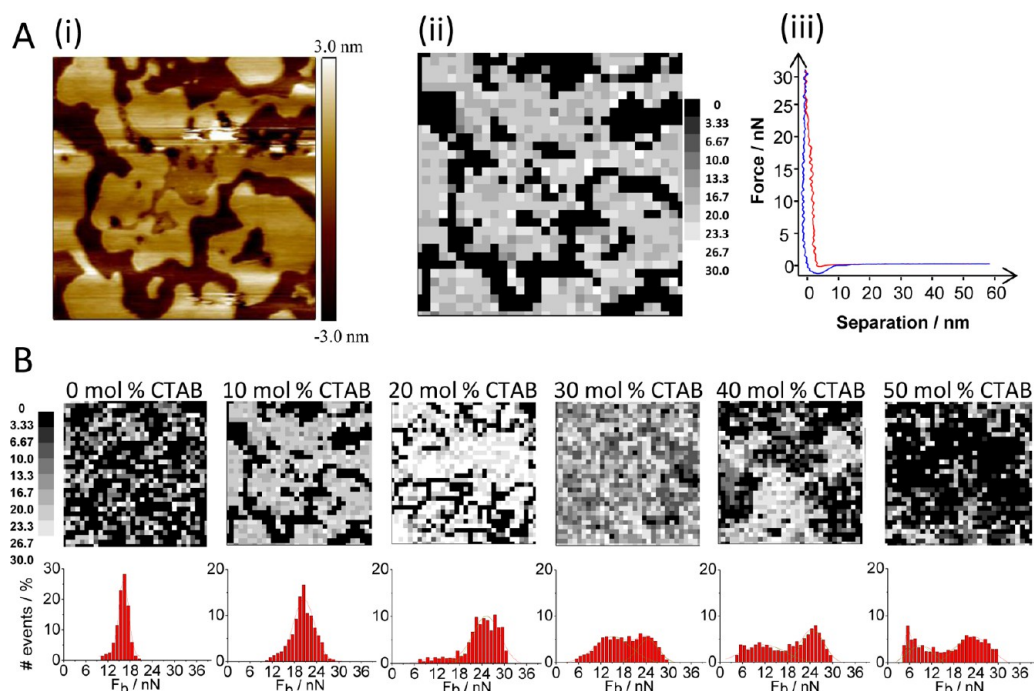 A
(i)
3.0 nm
-3.0 nm
(ii)
0
3.33
6.67
10.0
13.3
16.7
20.0
23.3
26.7
30.0
(iii)
Force / nN
30
25
15
10
5
0
0 10 20 30 40 50 60
Separation / nm
B
0 mol % CTAB 10 mol % CTAB 20 mol % CTAB 30 mol % CTAB 40 mol % CTAB 50 mol % CTAB
0
3.33
6.67
10.0
13.3
16.7
20.0
23.3
26.7
30.0
# events / %
30
20
10
0
0 6 12 18 24 30 36
F_b / nN
20
10
0
0 6 12 18 24 30 36
F_b / nN
20
10
0
0 6 12 18 24 30 36
F_b / nN
20
10
0
0 6 12 18 24 30 36
F_b / nN
20
10
0
0 6 12 18 24 30 36
F_b / nN
20
10
0
0 6 12 18 24 30 36
F_b / nN